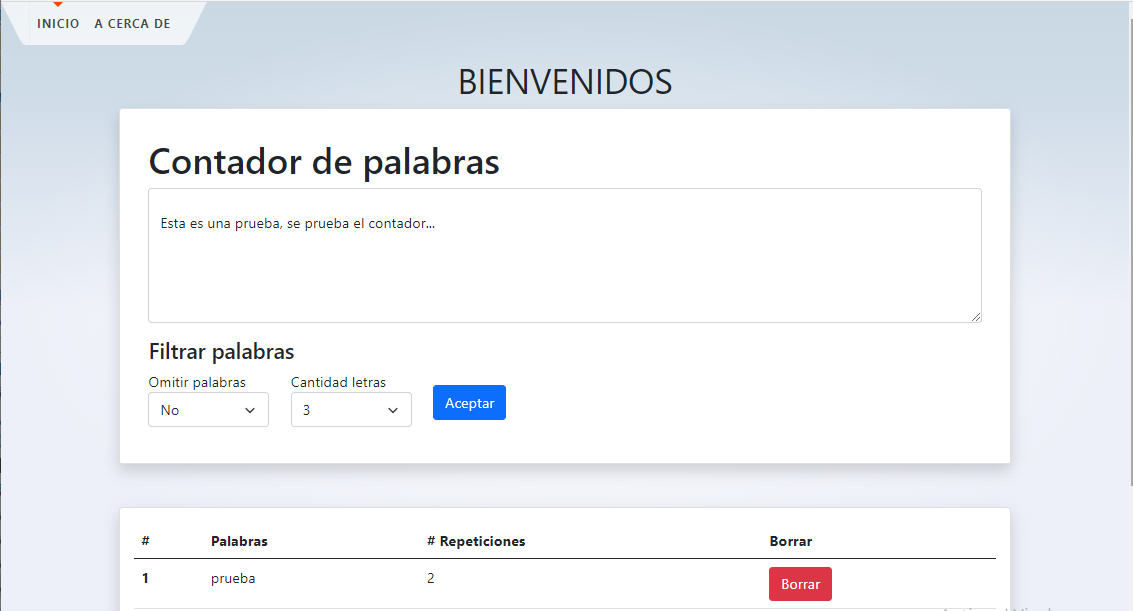 INICIO A CERCA DE
BIENVENIDOS
Contador de palabras
Esta es una prueba, se prueba el contador...
Filtrar palabras
Omitir palabras Cantidad letras
No 3 Aceptar
# Palabras # Repeticiones Borrar
1 prueba 2 Borrar